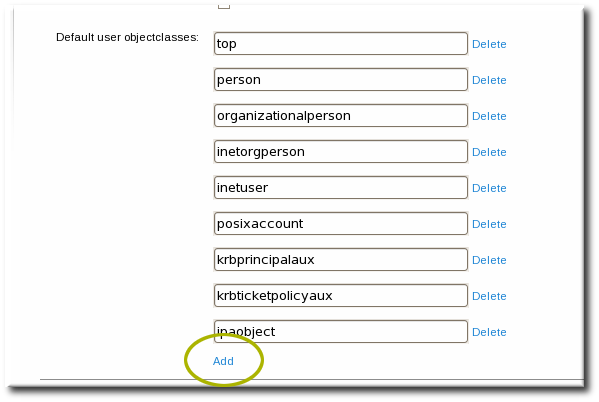 Default user objectclasses: top Delete
person Delete
organizationalperson Delete
inetorgperson Delete
inetuser Delete
posixaccount Delete
krbprincipalaux Delete
krbticketpolicyaux Delete
ipaobject Delete
Add